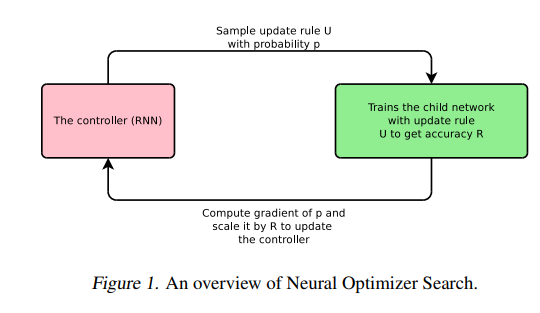 Sample update rule U
with probability p
The controller (RNN)
Trains the child network
with update rule
U to get accuracy R
Compute gradient of p and
scale it by R to update
the controller
Figure 1. An overview of Neural Optimizer Search.